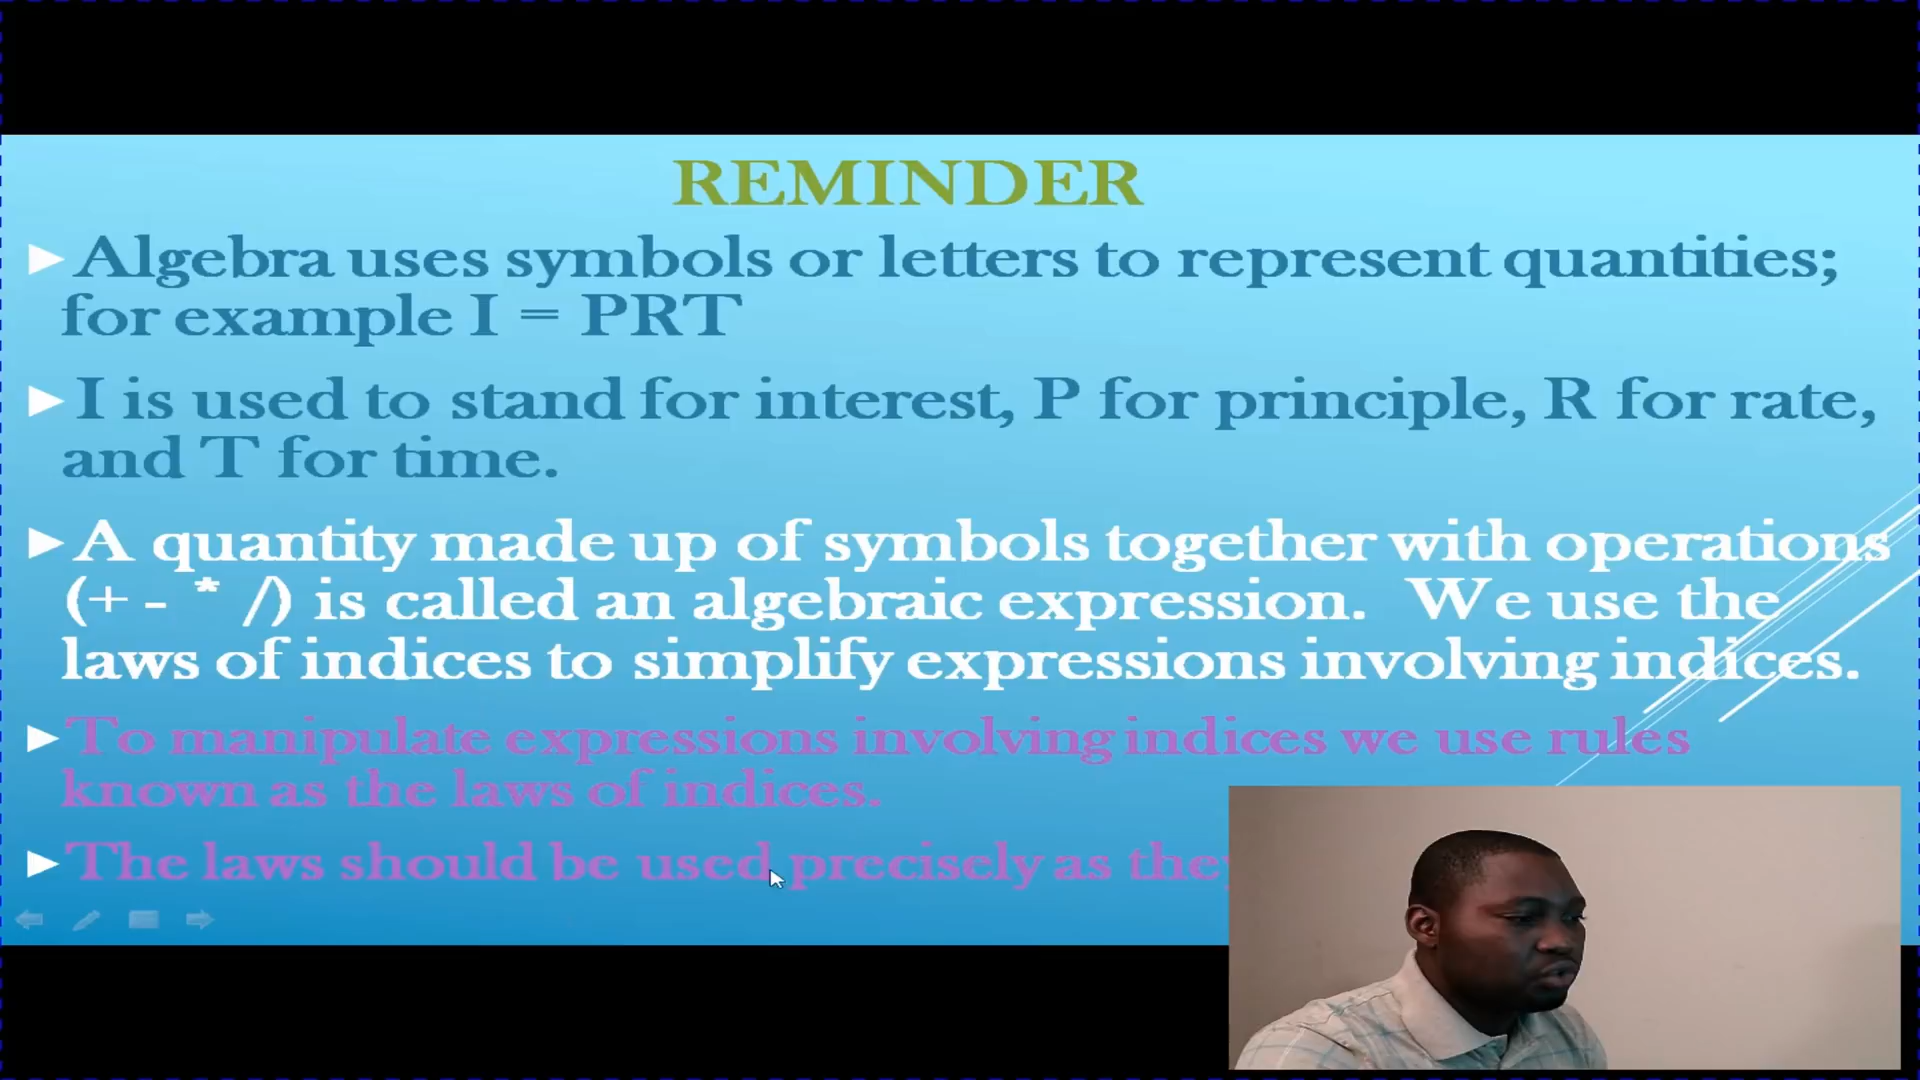 REMINDER
Algebra uses symbols or letters to represent quantities;
for example I = PRT
I is used to stand for interest, P for principle, R for rate,
and T for time.
A quantity made up of symbols together with operations
(+ - * /) is called an algebraic expression. We use the
laws of indices to simplify expressions involving indices.
To manipulate expressions involving indices we use rules
known as the laws of indices.
The laws should be used precisely as